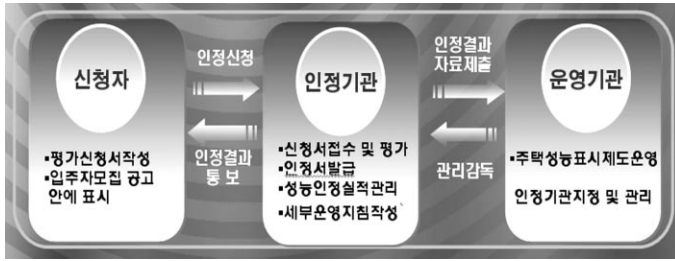 신청자
▪평가신청서작성
▪입주자모집 공고
안에 표시
인정신청
인정결과
통 보
인정기관
▪신청서접수 및 평가
▪인정서발급
▪성능인정실적관리
▪세부운영지침작성
인정결과
자료제출
관리감독
운영기관
▪주택성능표시제도운영
인정기관지정 및 관리